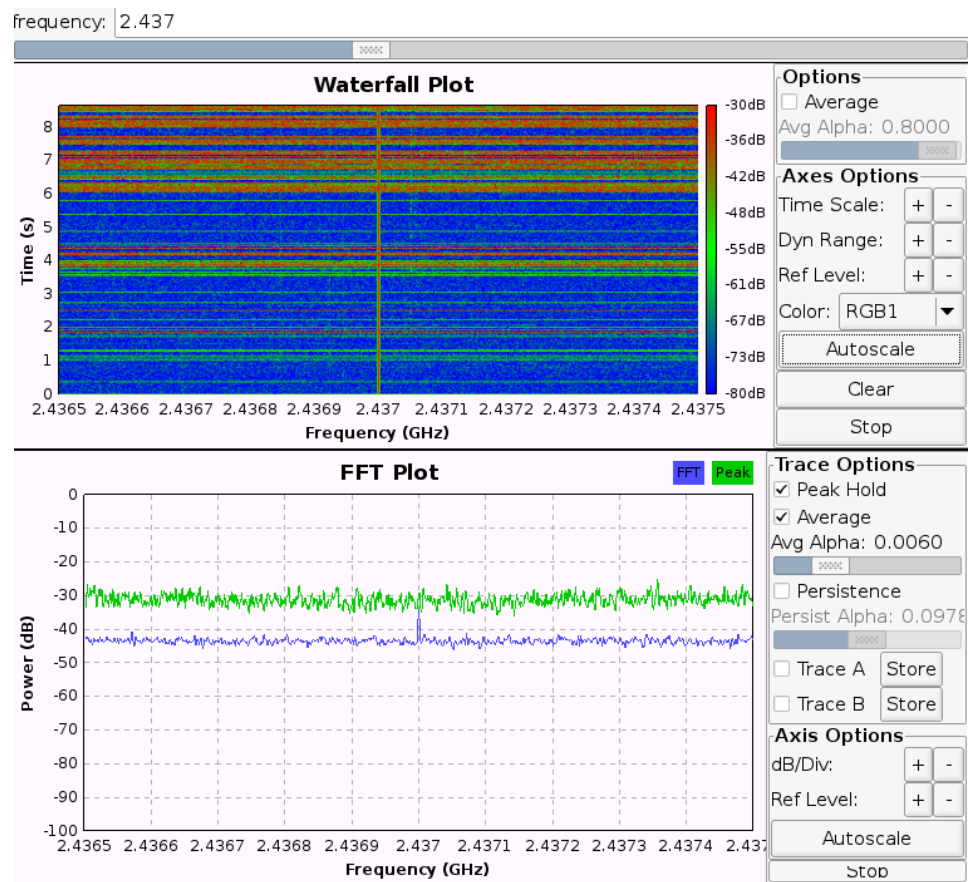 frequency: 2.437
Waterfall Plot
Time (s)
8
7
6
5
4
3
2
1
0
2.4365 2.4366 2.4367 2.4368 2.4369 2.437 2.4371 2.4372 2.4373 2.4374 2.4375
Frequency (GHz)
-30dB
-36dB
-42dB
-48dB
-55dB
-61dB
-67dB
-73dB
-80dB
Options
Average
Avg Alpha: 0.8000
Axes Options
Time Scale: + -
Dyn Range: + -
Ref Level: + -
Color: RGB1
Autoscale
Clear
Stop
FFT Plot
FFT Peak
Power (dB)
0
-10
-20
-30
-40
-50
-60
-70
-80
-90
-100
2.4365 2.4366 2.4367 2.4368 2.4369 2.437 2.4371 2.4372 2.4373 2.4374 2.437
Frequency (GHz)
Trace Options
Peak Hold
Average
Avg Alpha: 0.0060
Persistence
Persist Alpha: 0.0978
Trace A Store
Trace B Store
Axis Options
dB/Div: + -
Ref Level: + -
Autoscale
Stop